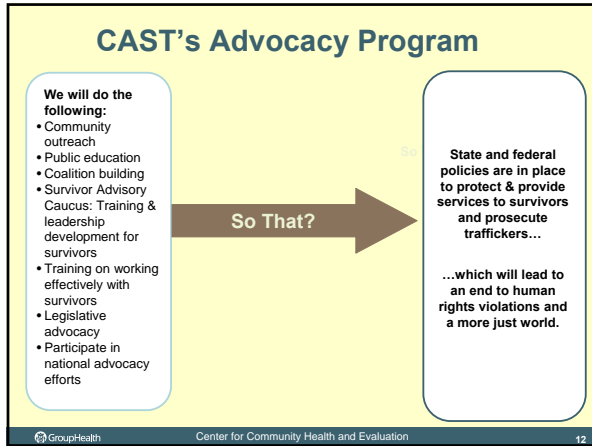 CAST's Advocacy Program
We will do the
following:
• Community
outreach
• Public education
• Coalition building
• Survivor Advisory
Caucus: Training &
leadership
development for
survivors
• Training on working
effectively with
survivors
• Legislative
advocacy
• Participate in
national advocacy
efforts
So That?
So
State and federal
policies are in place
to protect & provide
services to survivors
and prosecute
traffickers…
…which will lead to
an end to human
rights violations and
a more just world.
GroupHealth
Center for Community Health and Evaluation
12